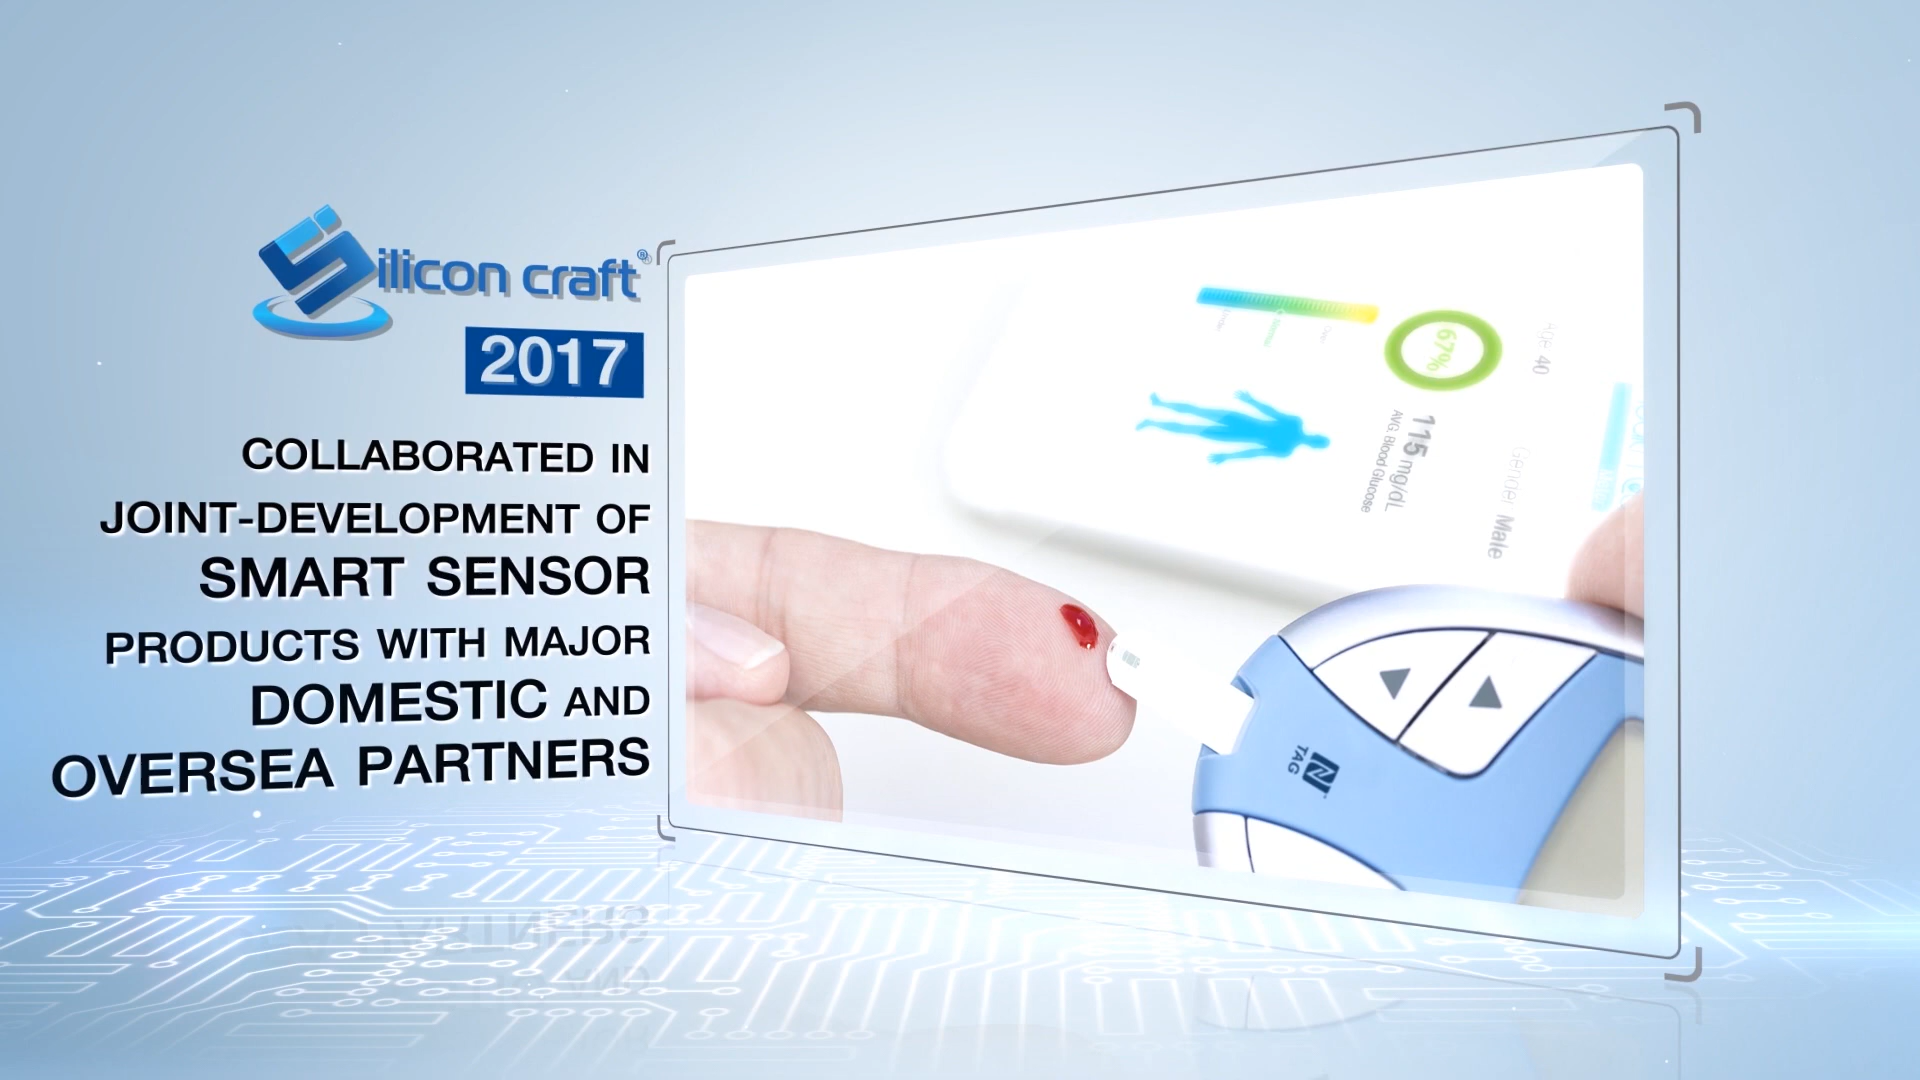 Silicon craft®
2017
COLLABORATED IN
JOINT-DEVELOPMENT OF
SMART SENSOR
PRODUCTS WITH MAJOR
DOMESTIC AND
OVERSEA PARTNERS
67%
Age 40
115 mg/dL
AVG. Blood Glucose
Gender Male
N
TAG